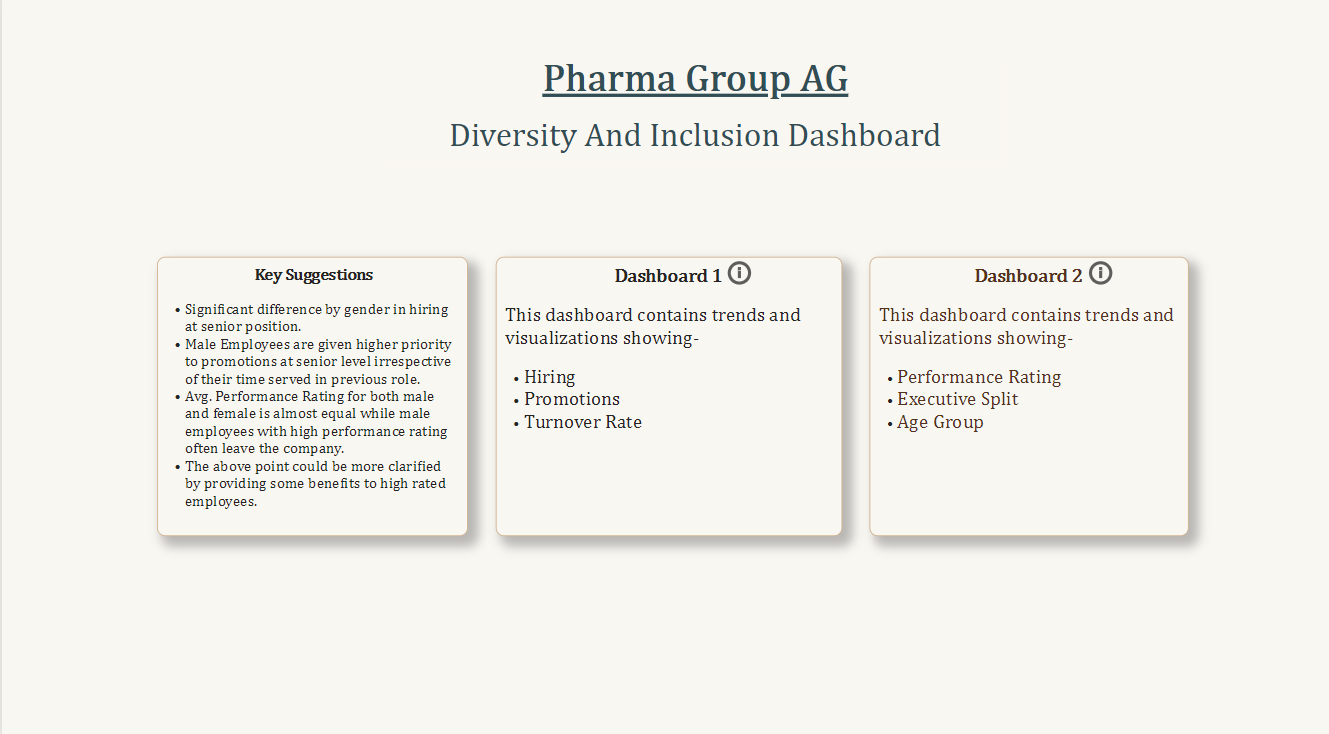 Pharma Group AG
Diversity And Inclusion Dashboard
Key Suggestions
• Significant difference by gender in hiring
at senior position.
• Male Employees are given higher priority
to promotions at senior level irrespective
of their time served in previous role.
• Avg. Performance Rating for both male
and female is almost equal while male
employees with high performance rating
often leave the company.
• The above point could be more clarified
by providing some benefits to high rated
employees.
Dashboard 1
This dashboard contains trends and
visualizations showing-
• Hiring
• Promotions
• Turnover Rate
Dashboard 2
This dashboard contains trends and
visualizations showing-
• Performance Rating
• Executive Split
• Age Group